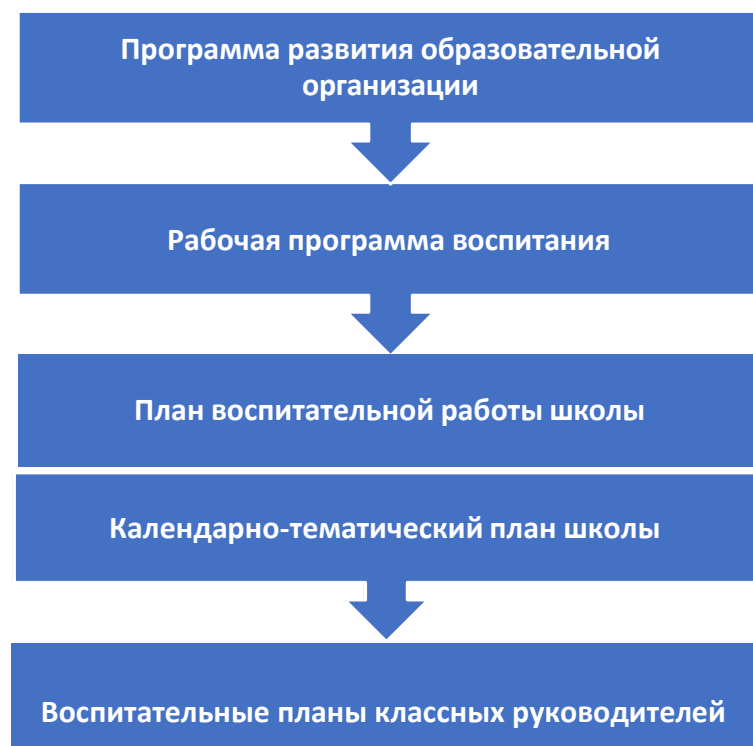 Программа развития образовательной
организации
Рабочая программа воспитания
План воспитательной работы школы
Календарно-тематический план школы
Воспитательные планы классных руководителей